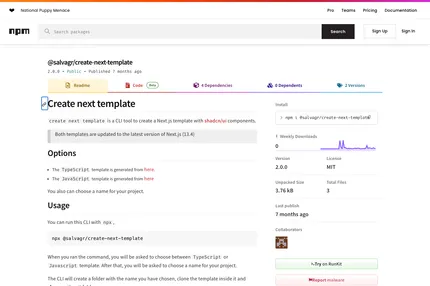 National Puppy Menace
Pro
Teams
Pricing
Documentation
npm
Search packages
Search
Sign Up
Sign In
@salvagr/create-next-template
2.0.0 • Public • Published 7 months ago
Readme
Code Beta
4 Dependencies
0 Dependents
2 Versions
Create next template
create next template is a CLI tool to create a Next.js template with shadcn/ui components.
Both templates are updated to the latest version of Next.js (13.4)
Options
• The TypeScript template is generated from here
• The JavaScript template is generated from here
You also can choose a name for your project.
Usage
You can run this CLI with npx,
npx @salvagr/create-next-template
When you run the command, you will be asked to choose between TypeScript or
Javascript template. After that, you will be asked to choose a name for your project.
The CLI will create a folder with the name you have chosen, clone the template inside it and
Install
npm i @salvagr/create-next-template
Weekly Downloads
0
Version
2.0.0
License
MIT
Unpacked Size
3.76 kB
Total Files
3
Last publish
7 months ago
Collaborators
>Try on RunKit
Report malware